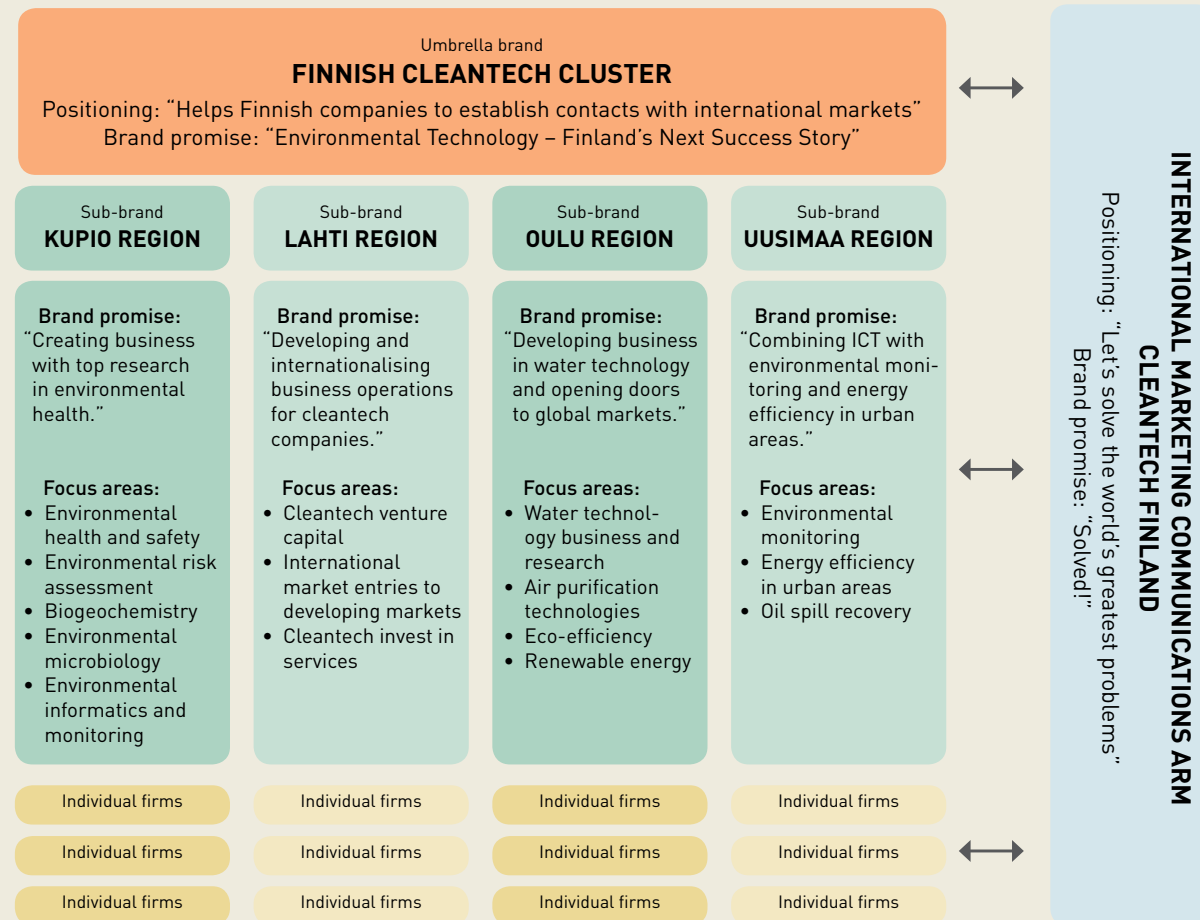 Umbrella brand
FINNISH CLEANTECH CLUSTER
Positioning: “Helps Finnish companies to establish contacts with international markets”
Brand promise: “Environmental Technology – Finland’s Next Success Story”
Sub-brand
KUPIO REGION
Brand promise:
“Creating business
with top research
in environmental
health.”
Focus areas:
• Environmental
health and safety
• Environmental risk
assessment
• Biogeochemistry
• Environmental
microbiology
• Environmental
informatics and
monitoring
Individual firms
Individual firms
Individual firms
Sub-brand
LAHTI REGION
Brand promise:
“Developing and
internationalising
business operations
for cleantech
companies.”
Focus areas:
• Cleantech venture
capital
• International
market entries to
developing markets
• Cleantech invest in
services
Individual firms
Individual firms
Individual firms
Sub-brand
OULU REGION
Brand promise:
“Developing business
in water technology
and opening doors
to global markets.”
Focus areas:
• Water technol-
ogy business and
research
• Air purification
technologies
• Eco-efficiency
• Renewable energy
Individual firms
Individual firms
Individual firms
Sub-brand
UUSIMAA REGION
Brand promise:
“Combining ICT with
environmental moni-
toring and energy
efficiency in urban
areas.”
Focus areas:
• Environmental
monitoring
• Energy efficiency
in urban areas
• Oil spill recovery
Individual firms
Individual firms
Individual firms
INTERNATIONAL MARKETING COMMUNICATIONS ARM
CLEANTECH FINLAND
Positioning: “Let’s solve the world’s greatest problems”
Brand promise: “Solved!”